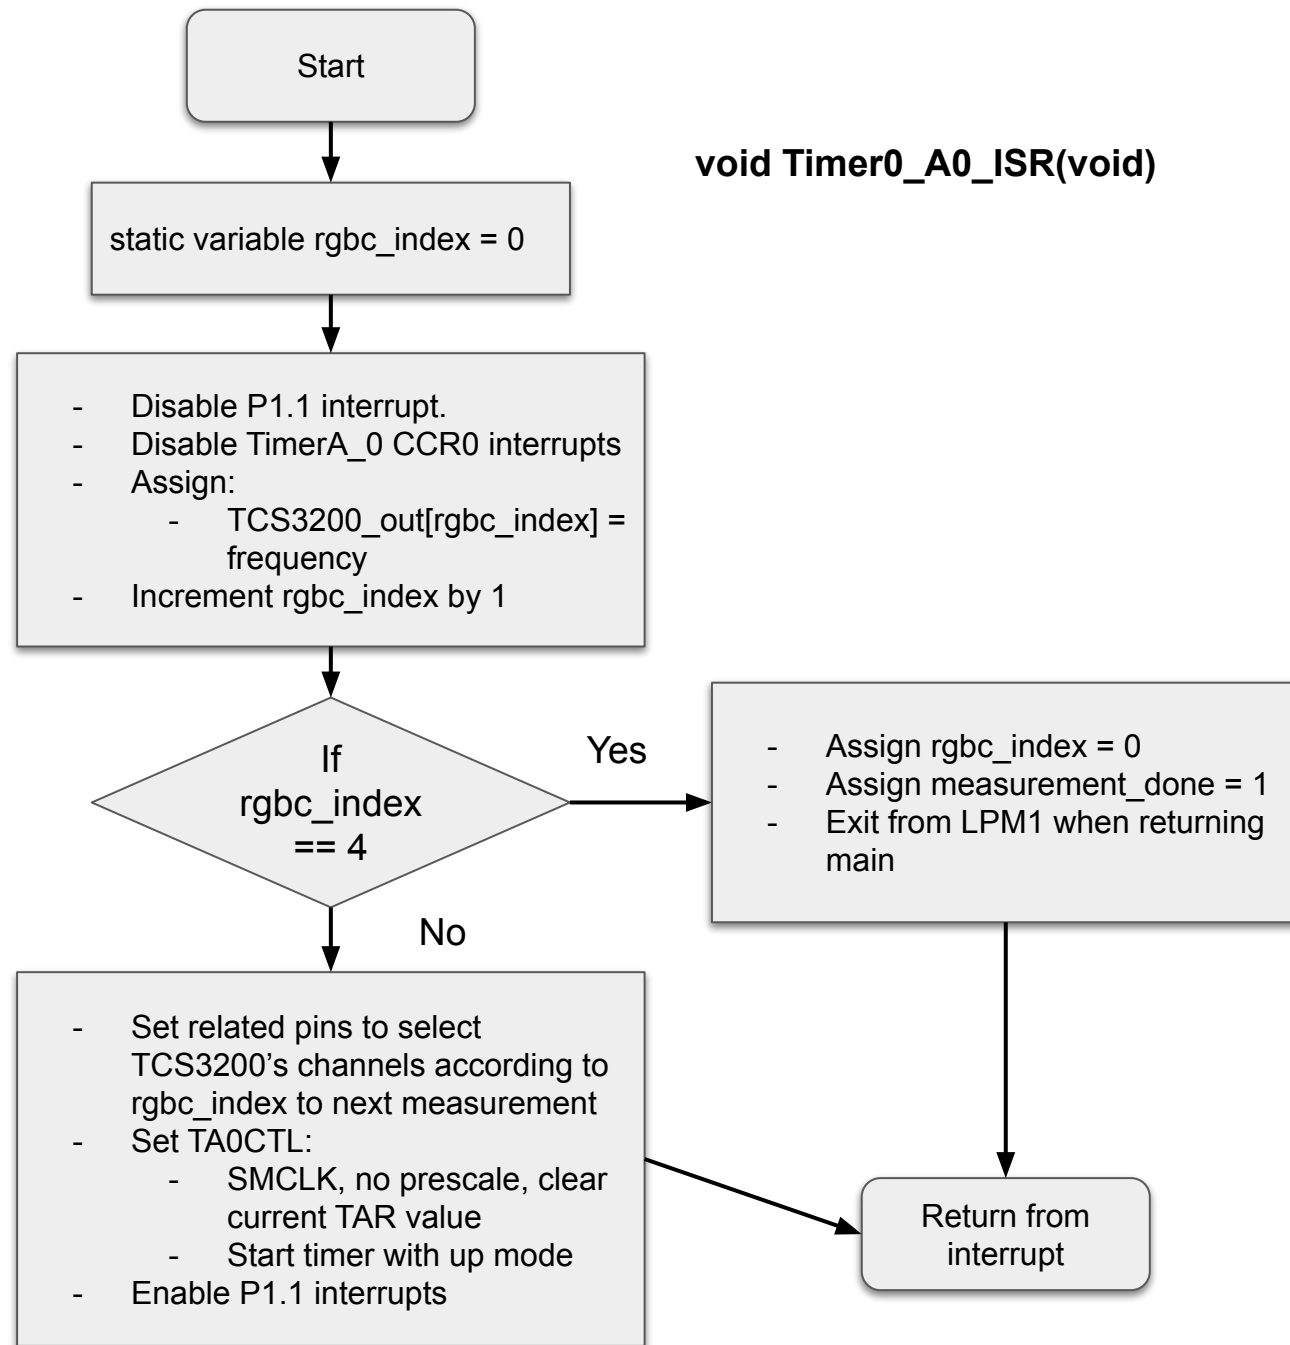 Start
void Timer0_A0_ISR(void)
static variable rgbc_index = 0
- Disable P1.1 interrupt.
- Disable TimerA_0 CCR0 interrupts
- Assign:
- TCS3200_out[rgbc_index] =
frequency
- Increment rgbc_index by 1
If
rgbc_index
== 4
Yes
- Assign rgbc_index = 0
- Assign measurement_done = 1
- Exit from LPM1 when returning
main
No
- Set related pins to select
TCS3200’s channels according to
rgbc_index to next measurement
- Set TA0CTL:
- SMCLK, no prescale, clear
current TAR value
- Start timer with up mode
- Enable P1.1 interrupts
Return from
interrupt